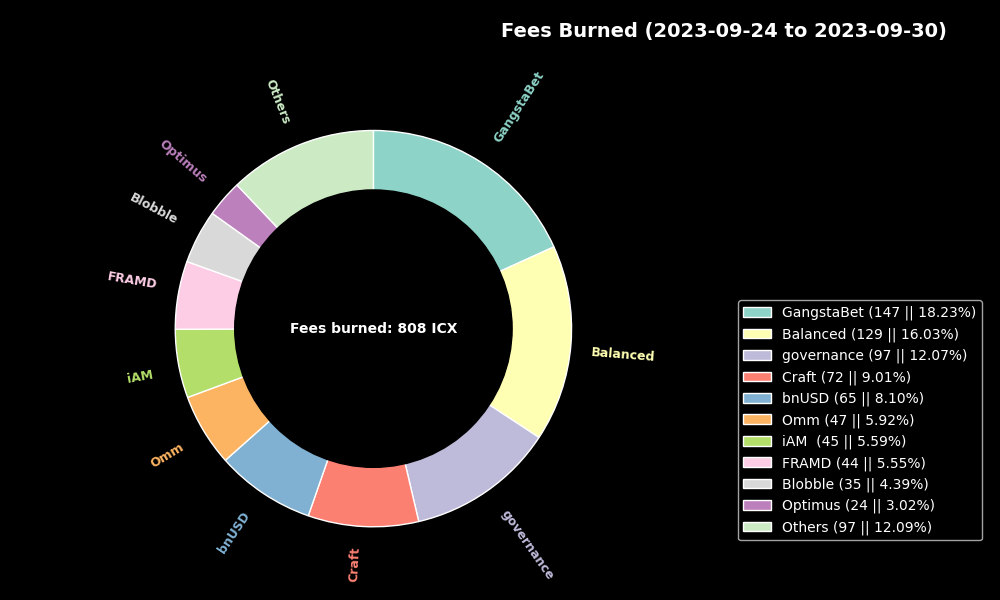 Fees Burned (2023-09-24 to 2023-09-30)
GangstaBet
Others
Optimus
Blobble
FRAMD
iAM
Omm
bnUSD
Craft
governance
Balanced
Fees burned: 808 ICX
GangstaBet (147 || 18.23%)
Balanced (129 || 16.03%)
governance (97 || 12.07%)
Craft (72 || 9.01%)
bnUSD (65 || 8.10%)
Omm (47 || 5.92%)
iAM  (45 || 5.59%)
FRAMD (44 || 5.55%)
Blobble (35 || 4.39%)
Optimus (24 || 3.02%)
Others (97 || 12.09%)